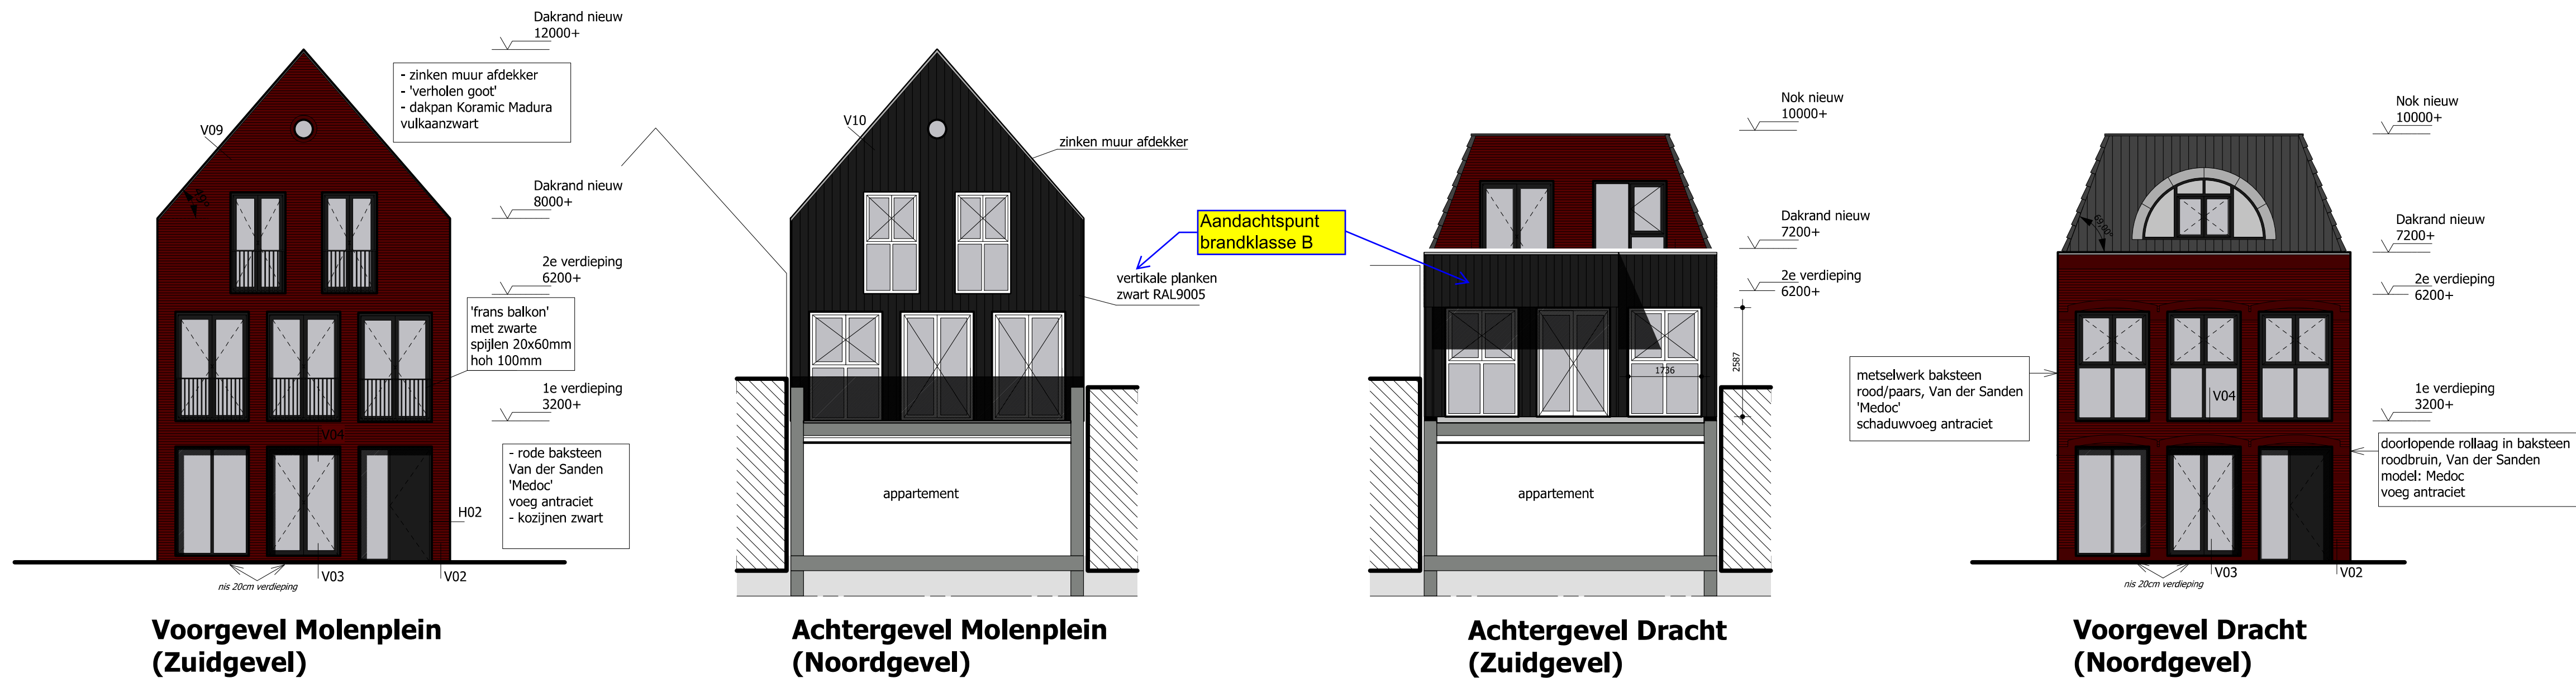 Dakrand nieuw
12000+
- zinken muur afdekker
- 'verholen goot'
- dakpan Koramic Madura
vulkaanzwart
V09
Dakrand nieuw
8000+
2e verdieping
6200+
'frans balkon'
met zwarte
spijlen 20x60mm
hoh 100mm
1e verdieping
3200+
V04
- rode baksteen
Van der Sanden
'Medoc'
voeg antraciet
- kozijnen zwart
H02
V03
V02
nis 20cm verdieping
Voorgevel Molenplein
(Zuidgevel)
V10
zinken muur afdekker
Aandachtspunt
brandklasse B
vertikale planken
zwart RAL9005
appartement
Achtergevel Molenplein
(Noordgevel)
Nok nieuw
10000+
Dakrand nieuw
7200+
2e verdieping
6200+
2587
1736
appartement
Achtergevel Dracht
(Zuidgevel)
Nok nieuw
10000+
69,00°
Dakrand nieuw
7200+
2e verdieping
6200+
metselwerk baksteen
rood/paars, Van der Sanden
'Medoc'
schaduwvoeg antraciet
V04
1e verdieping
3200+
doorlopende rollaag in baksteen
roodbruin, Van der Sanden
model: Medoc
voeg antraciet
V03
V02
nis 20cm verdieping
Voorgevel Dracht
(Noordgevel)